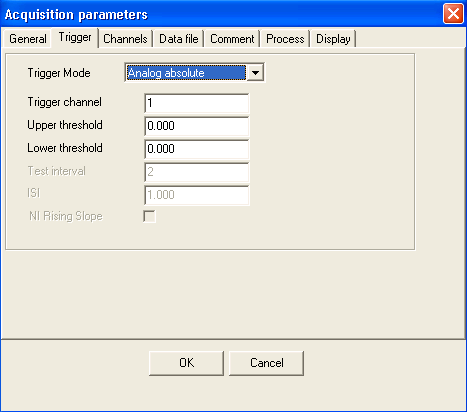 Acquisition parameters
General Trigger Channels Data file Comment Process Display
Trigger Mode Analog absolute
Trigger channel 1
Upper threshold 0.000
Lower threshold 0.000
Test interval 2
ISI 1.000
NI Rising Slope
OK Cancel